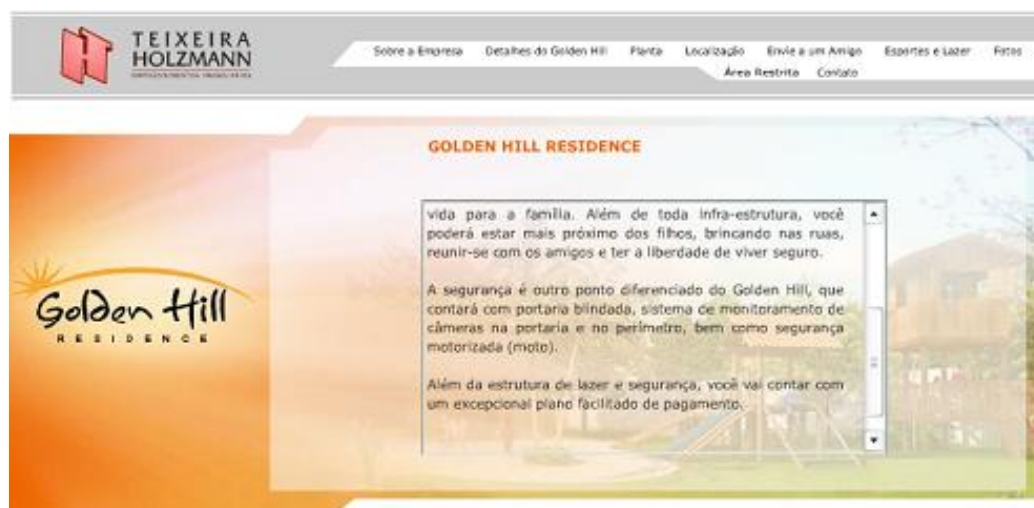 TEIXEIRA
HOLZMANN
Sobre a Empresa Detalhes do Golden Hill Planta Localização Envie a um Amigo Esportes e Lazer Fotos
Área Restrita Contato
GOLDEN HILL RESIDENCE
vida para a família. Além de toda infra-estrutura, você
poderá estar mais próximo dos filhos, brincando nas ruas,
reunir-se com os amigos e ter a liberdade de viver seguro.
A segurança é outro ponto diferenciado do Golden Hill, que
contará com portaria blindada, sistema de monitoramento de
câmeras na portaria e no perímetro, bem como segurança
motorizada (moto).
Além da estrutura de lazer e segurança, você vai contar com
um excepcional plano facilitado de pagamento.
Golden Hill
RESIDENCE